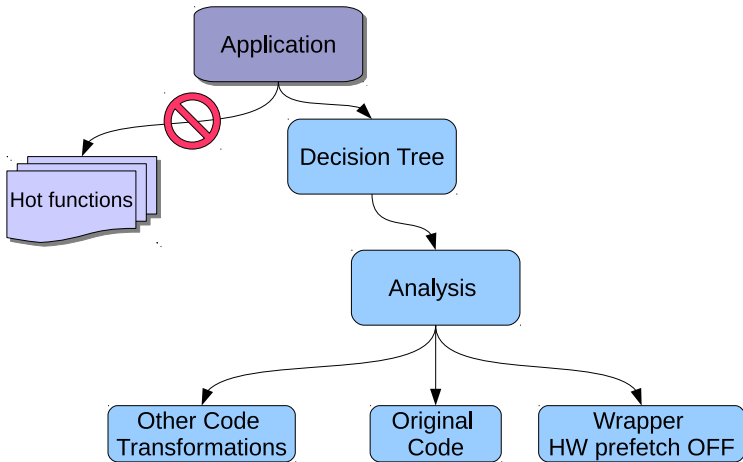 Application
Decision Tree
Hot functions
Analysis
Other Code
Transformations
Original
Code
Wrapper
HW prefetch OFF